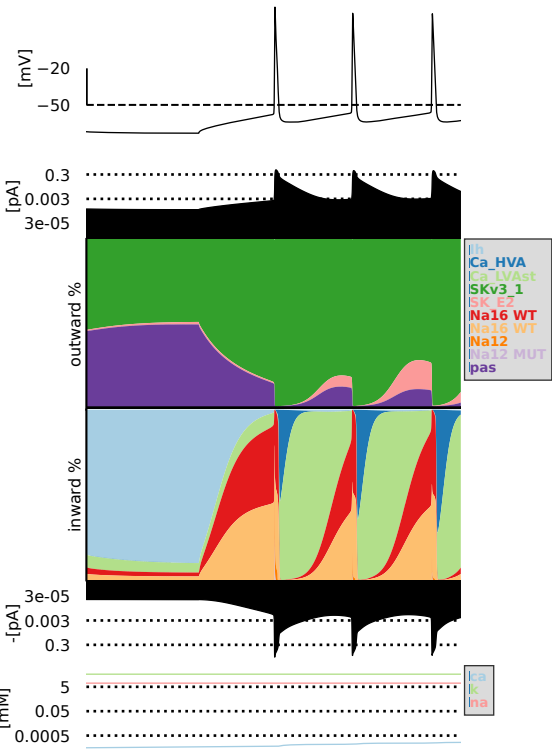 [mV]
−20
−50
[pA]
0.3
0.003
3e-05
outward %
Ih
Ca_HVA
Ca_LVAst
SKv3_1
SK_E2
Na16 WT
Na16 WT
Na12
Na12 MUT
pas
inward %
-[pA]
3e-05
0.003
0.3
[mM]
5
0.05
0.0005
ca
k
na